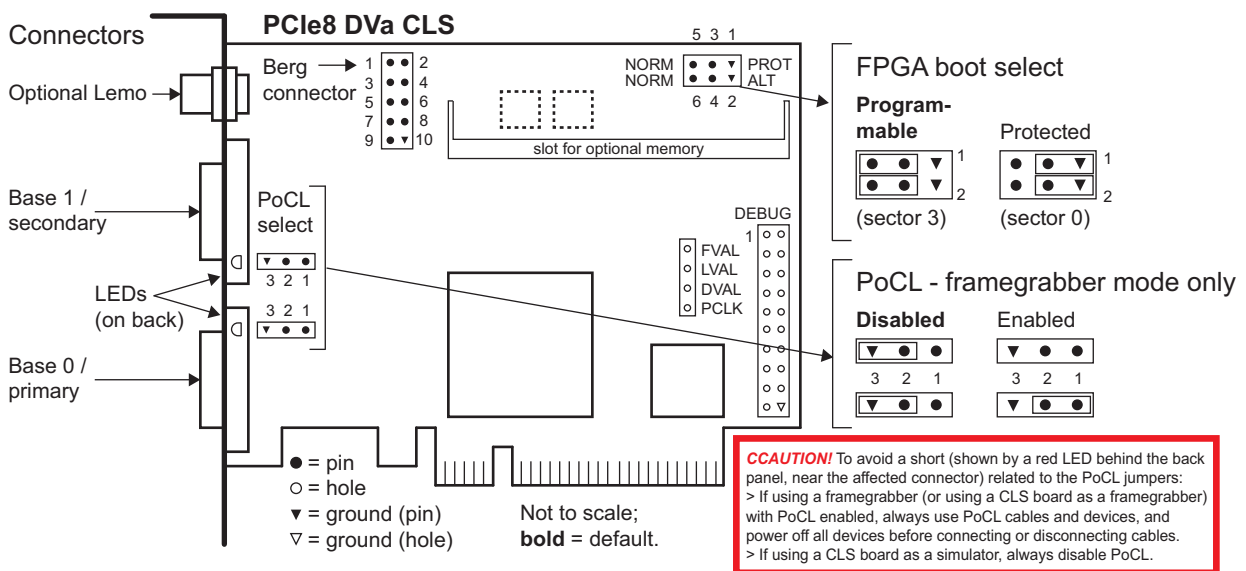 PCIe8 DVa CLS
Connectors
Optional Lemo
Base 1 /
secondary
LEDs
(on back)
Base 0 /
primary
Berg
connector
1 2
3 4
5 6
7 8
9 10
5 3 1
NORM PROT
NORM ALT
6 4 2
slot for optional memory
PoCL
select
3 2 1
3 2 1
DEBUG
1
FVAL
LVAL
DVAL
PCLK
= pin
= hole
= ground (pin)
= ground (hole)
Not to scale;
bold = default.
FPGA boot select
Program-
mable
1
2
(sector 3)
Protected
1
2
(sector 0)
PoCL - framegrabber mode only
Disabled Enabled
3 2 1 3 2 1
CCAUTION! To avoid a short (shown by a red LED behind the back
panel, near the affected connector) related to the PoCL jumpers:
> If using a framegrabber (or using a CLS board as a framegrabber)
with PoCL enabled, always use PoCL cables and devices, and
power off all devices before connecting or disconnecting cables.
> If using a CLS board as a simulator, always disable PoCL.